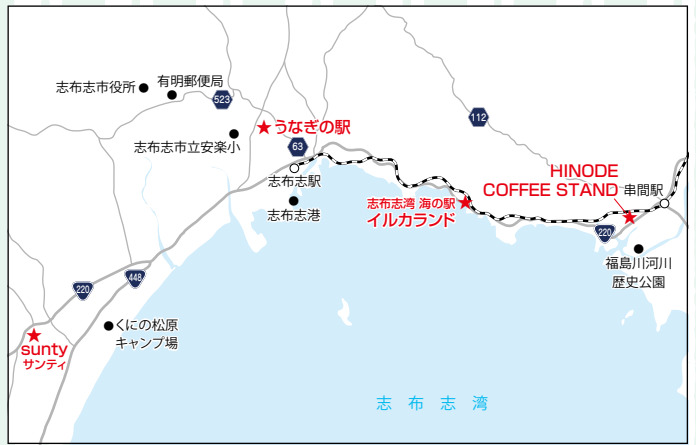 志布志市役所
有明郵便局
523
112
うなぎの駅
63
志布志市立安楽小
HINODE
COFFEE STAND
串間駅
志布志駅
志布志湾 海の駅
イルカランド
志布志港
220
福島川河川
歴史公園
448
220
くにの松原
キャンプ場
sunty
サンティ
志布志湾